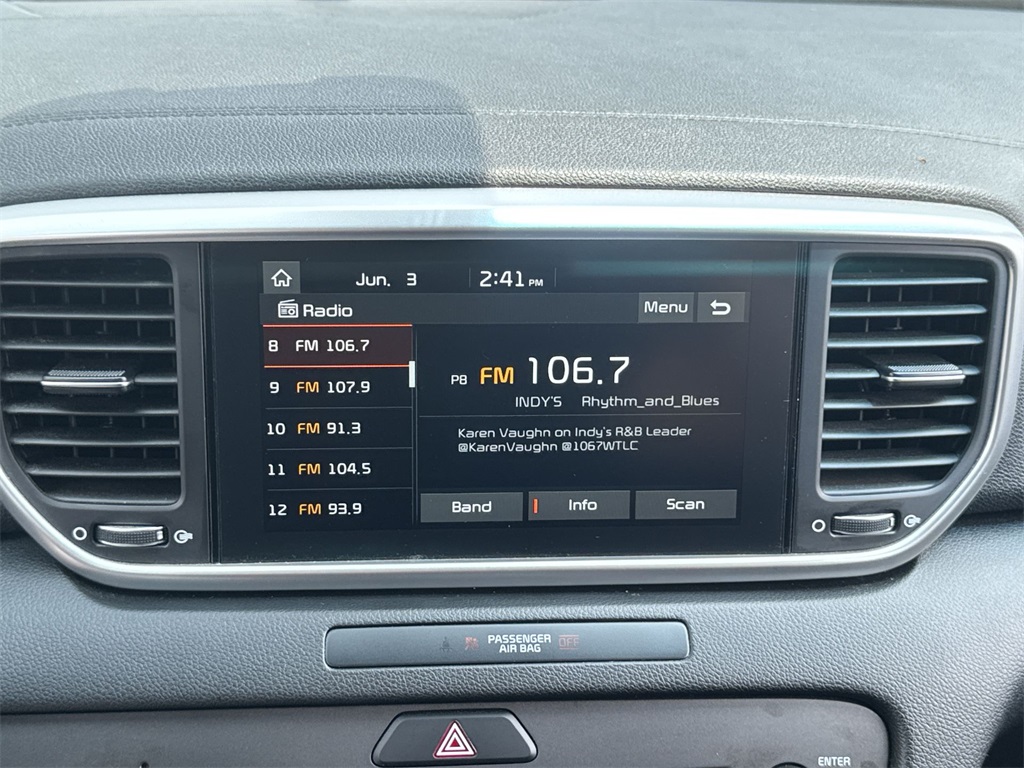 Jun. 3 2:41 PM
Radio Menu
8 FM 106.7
9 FM 107.9
10 FM 91.3
11 FM 104.5
12 FM 93.9
P8 FM 106.7
INDY'S Rhythm_and_Blues
Karen Vaughn on Indy's R&B Leader
@KarenVaughn @1067WTLC
Band Info Scan
PASSENGER
AIR BAG OFF
ENTER